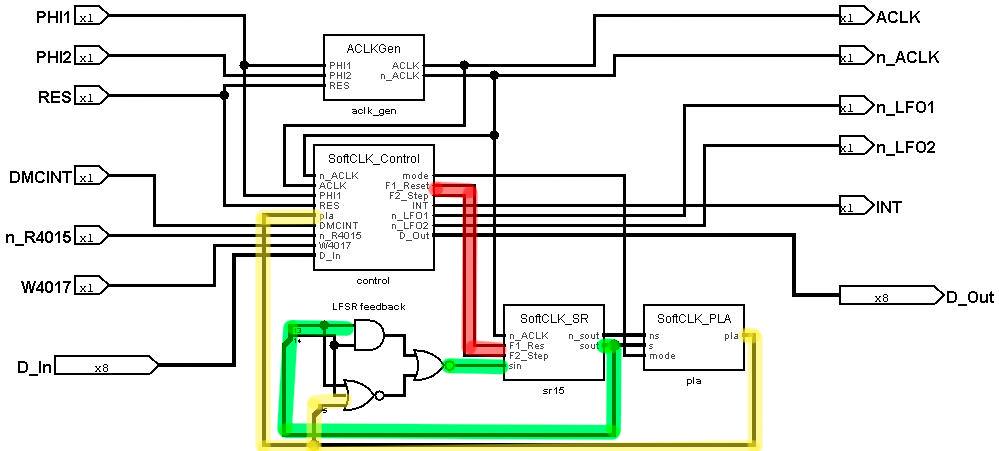 PHI1 x1
PHI2 x1
RES x1
DMCINT x1
n_R4015 x1
W4017 x1
D_In x8
ACLKGen
PHI1 ACLK
PHI2 n_ACLK
RES
aclk_gen
SoftCLK_Control
n_ACLK mode
ACLK F1_Reset
PHI1 F2_Step
RES INT
pla n_LFO1
DMCINT n_LFO2
n_R4015 D_Out
W4017
D_In
control
LFSR feedback
SoftCLK_SR
n_ACLK n_sout
F1_Res sout
F2_Step
sin
sr15
SoftCLK_PLA
ns pla
s
mode
pla
x1 ACLK
x1 n_ACLK
x1 n_LFO1
x1 n_LFO2
x1 INT
x8 D_Out